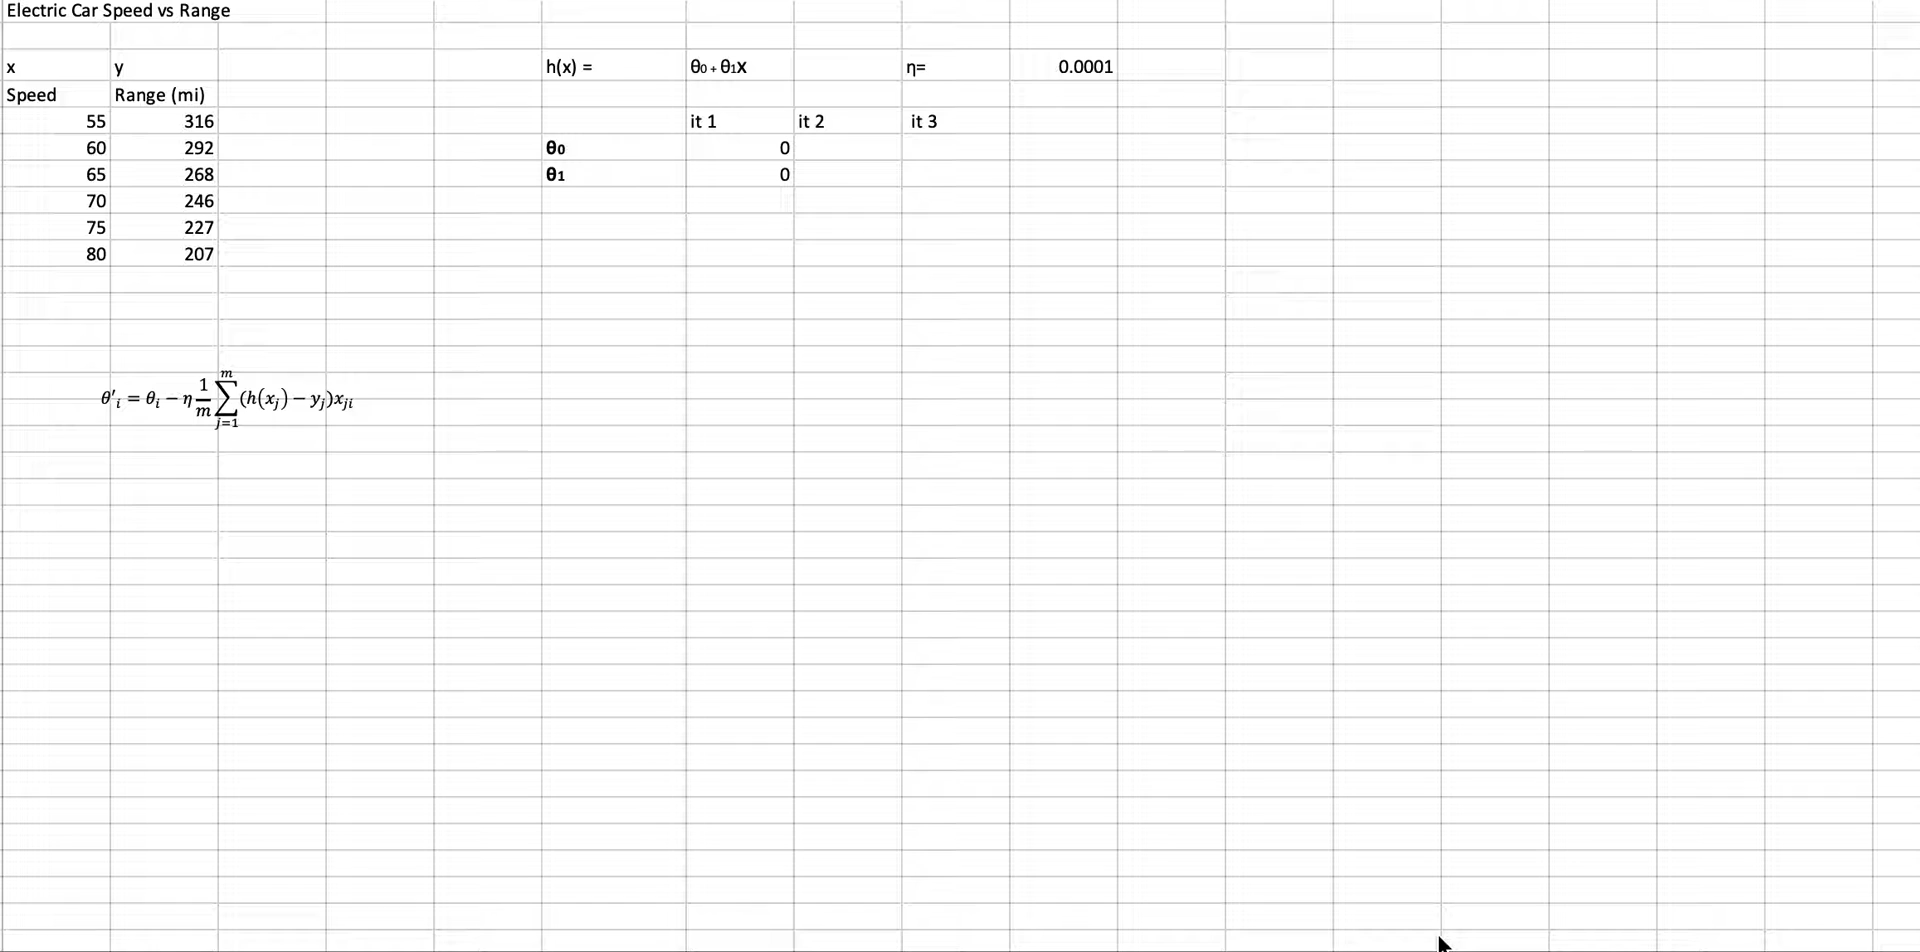 Electric Car Speed vs Range
x y h(x) = θ₀ + θ₁x η= 0.0001
Speed Range (mi)
55 316 it 1 it 2 it 3
60 292 θ₀ 0
65 268 θ₁ 0
70 246
75 227
80 207
θ'ᵢ = θᵢ − η 1/m ∑ⱼ₌₁ᵐ (h(xⱼ) − yⱼ)xⱼᵢ